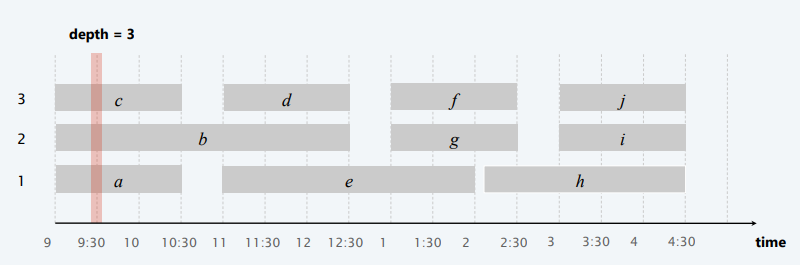 depth = 3
3 c d f j
2 b g i
1 a e h
9 9:30 10 10:30 11 11:30 12 12:30 1 1:30 2 2:30 3 3:30 4 4:30 time